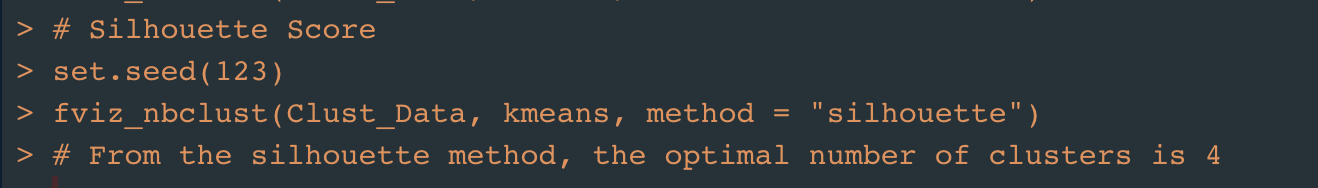 > # Silhouette Score
> set.seed(123)
> fviz_nbclust(Clust_Data, kmeans, method = "silhouette")
> # From the silhouette method, the optimal number of clusters is 4